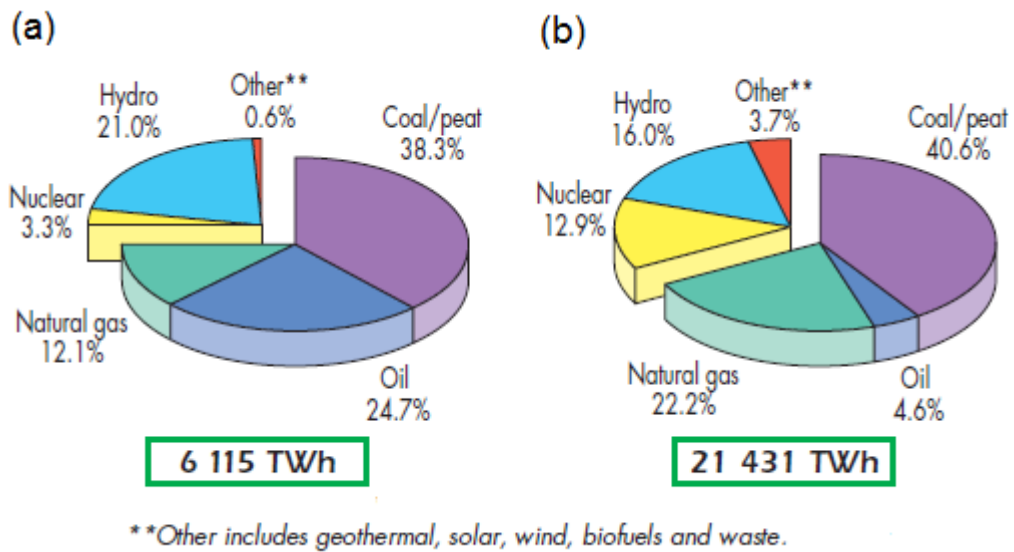 (a)
Hydro
21.0%
Other**
0.6%
Coal/peat
38.3%
Nuclear
3.3%
Natural gas
12.1%
Oil
24.7%
6 115 TWh
(b)
Hydro
16.0%
Other**
3.7%
Coal/peat
40.6%
Nuclear
12.9%
Natural gas
22.2%
Oil
4.6%
21 431 TWh
**Other includes geothermal, solar, wind, biofuels and waste.